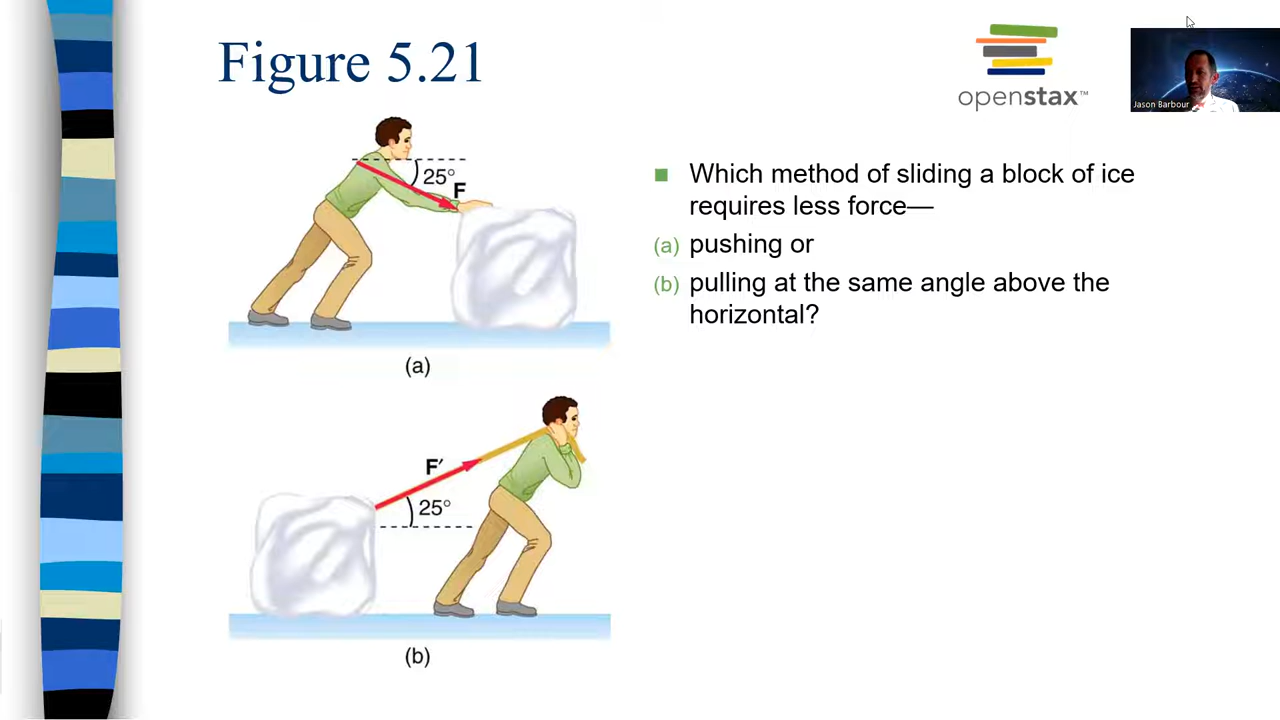 Figure 5.21
openstax™
Jason Barbour
25°
F
(a)
F′
25°
(b)
■ Which method of sliding a block of ice
requires less force—
(a) pushing or
(b) pulling at the same angle above the
horizontal?